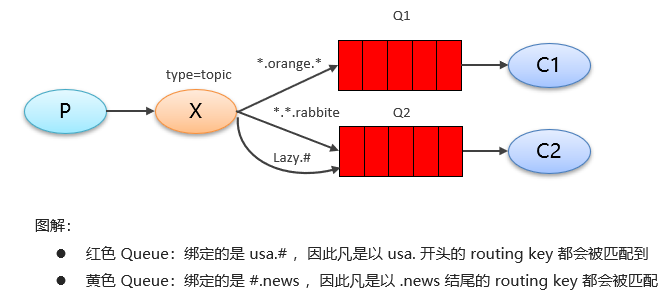 Q1
*.orange.*
C1
type=topic
P
X
*.*.rabbite
Q2
Lazy.#
C2
图解：
● 红色 Queue：绑定的是 usa.# ，因此凡是以 usa. 开头的 routing key 都会被匹配到
● 黄色 Queue：绑定的是 #.news ，因此凡是以 .news 结尾的 routing key 都会被匹配